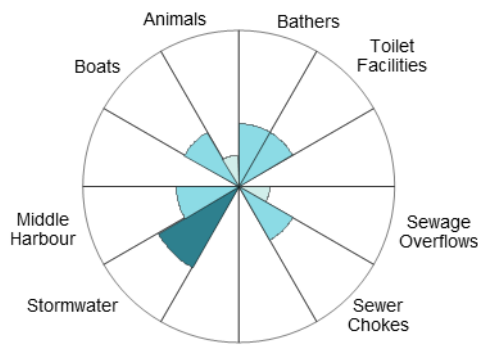 Animals
Bathers
Toilet
Facilities
Boats
Middle
Harbour
Sewage
Overflows
Stormwater
Sewer
Chokes